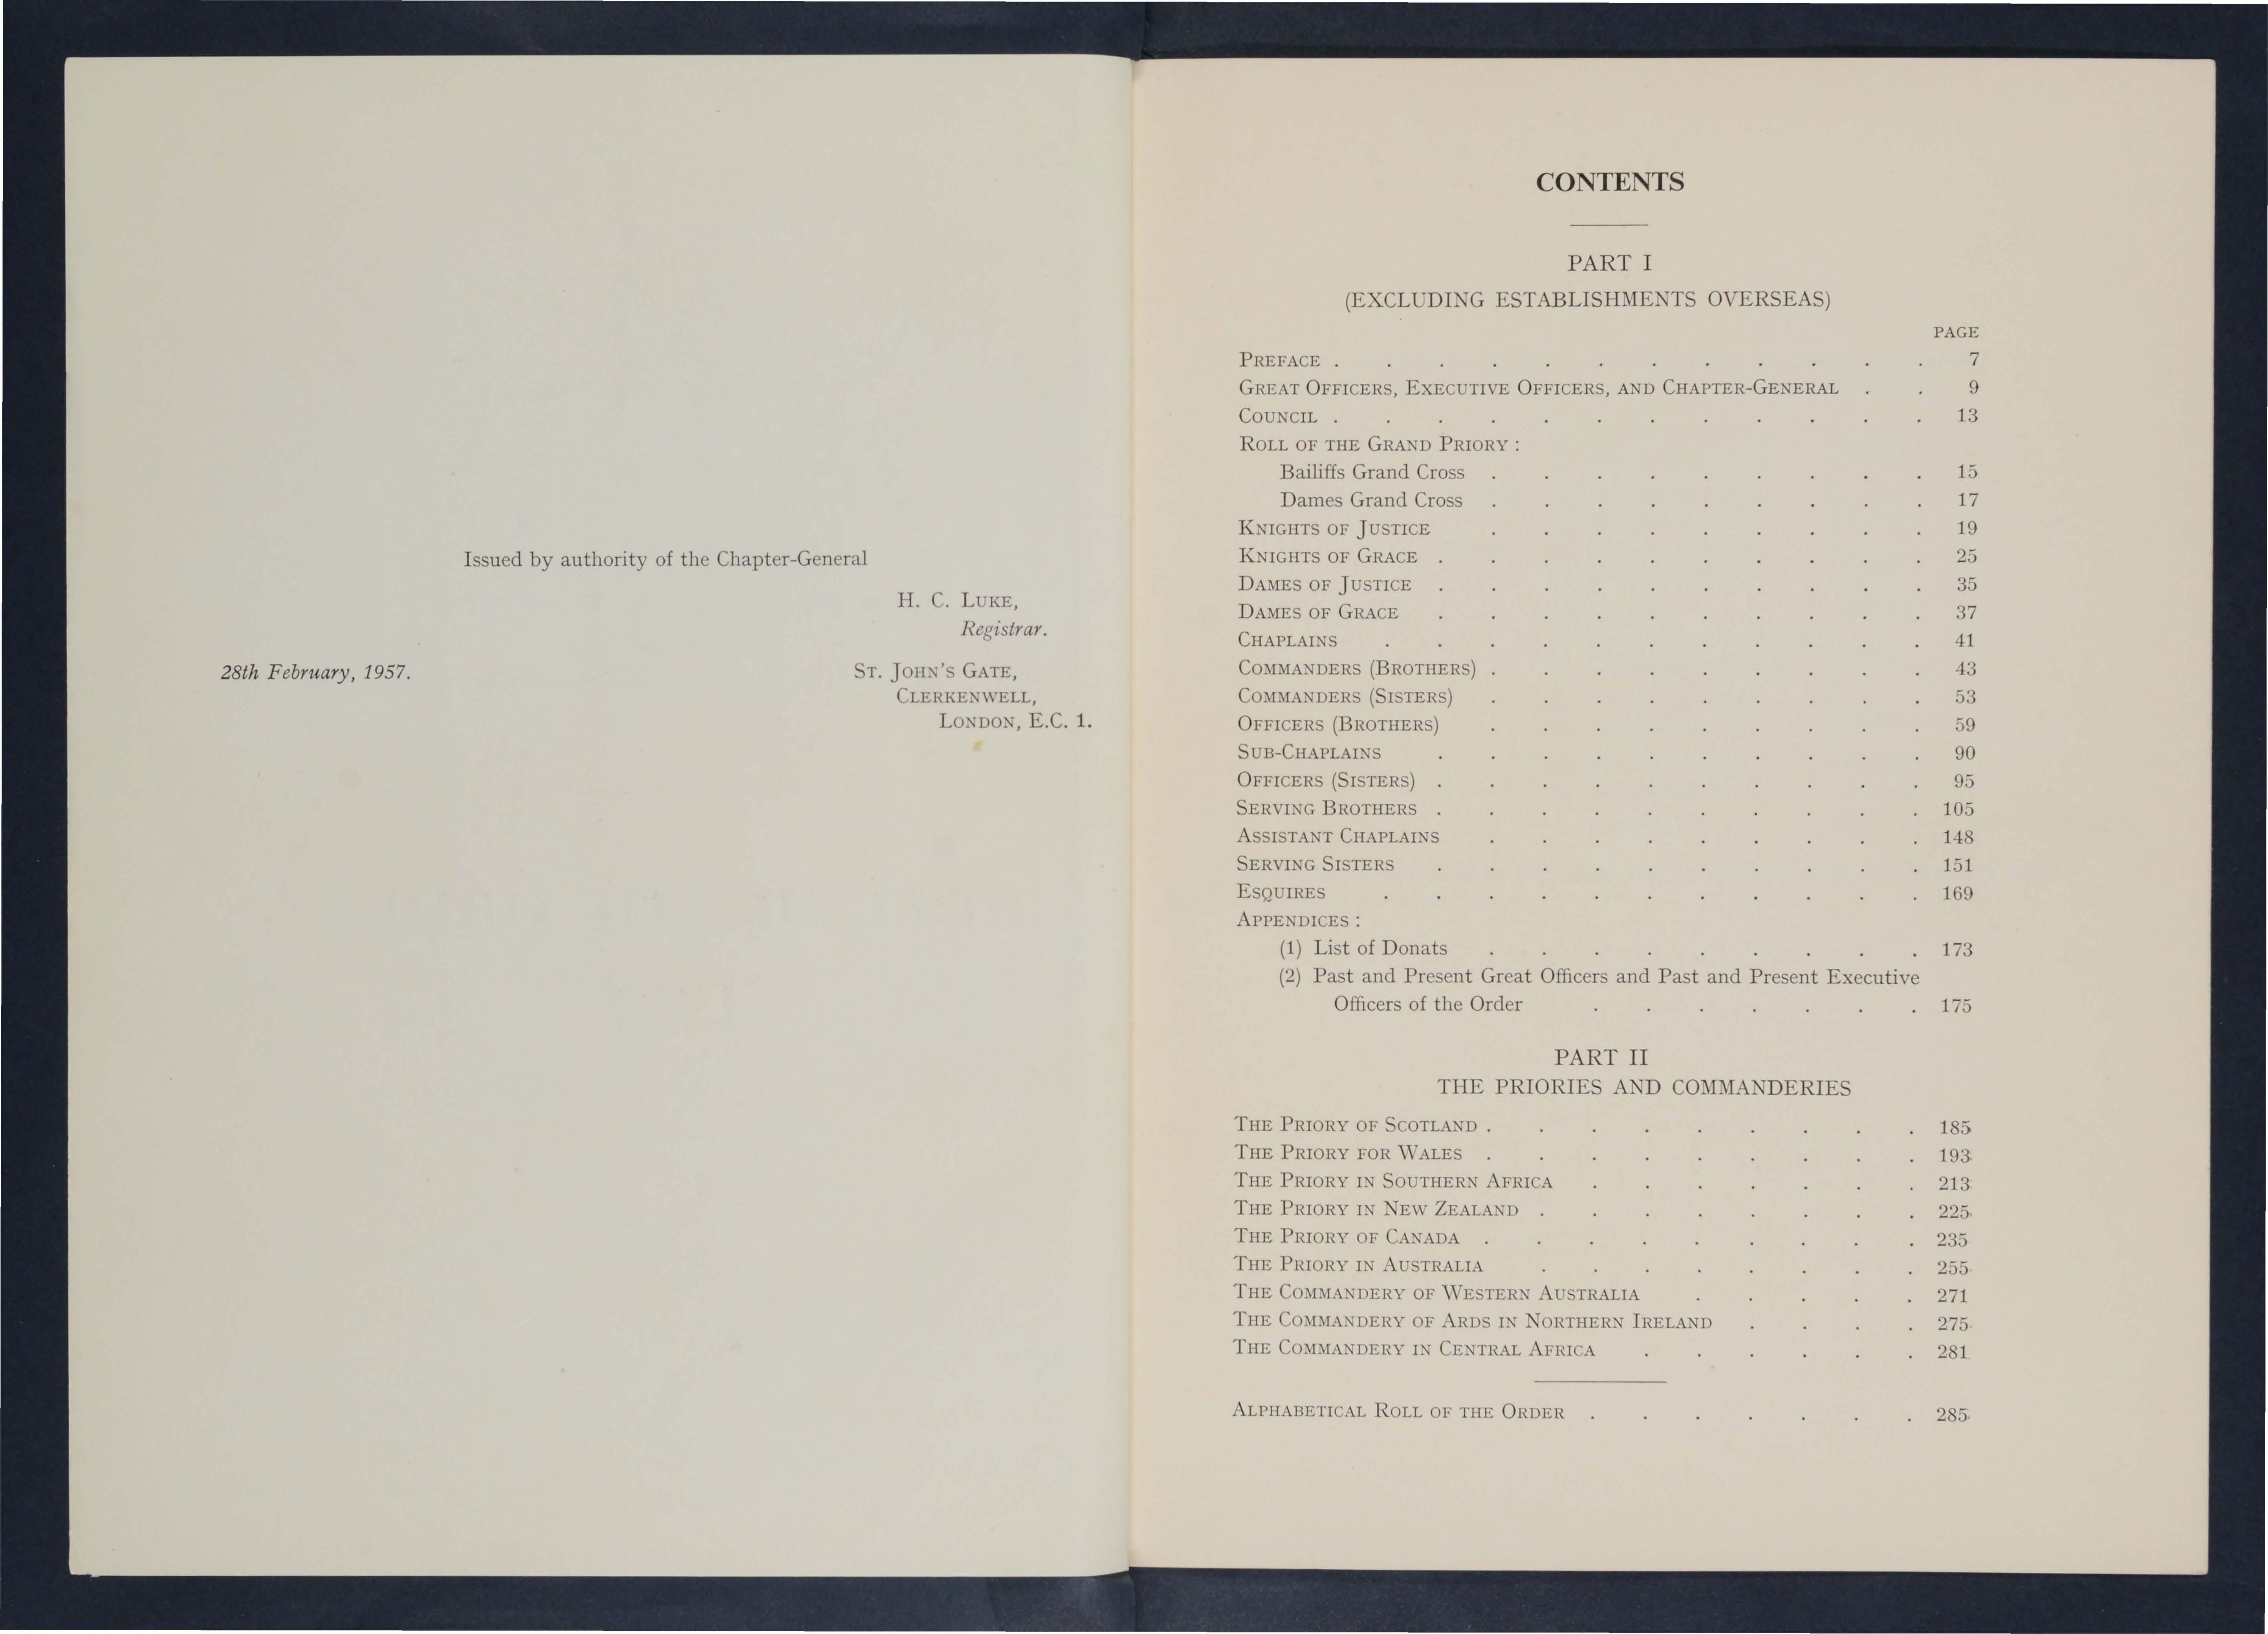 Issued by authority of the Chapter-General
H. C. Luke,
Registrar.
28th February, 1957.
St. John's Gate,
Clerkenwell,
London, E.C. 1.
CONTENTS
PART I
(EXCLUDING ESTABLISHMENTS OVERSEAS)
PAGE
Preface . . . . . . . . . . . . 7
Great Officers, Executive Officers, and Chapter-General . . 9
Council . . . . . . . . . . . . 13
Roll of the Grand Priory :
Bailiffs Grand Cross . . . . . . . . . 15
Dames Grand Cross . . . . . . . . . 17
Knights of Justice . . . . . . . . . 19
Knights of Grace . . . . . . . . . . 25
Dames of Justice . . . . . . . . . . 35
Dames of Grace . . . . . . . . . . 37
Chaplains . . . . . . . . . . . 41
Commanders (Brothers) . . . . . . . . . 43
Commanders (Sisters) . . . . . . . . . 53
Officers (Brothers) . . . . . . . . . 59
Sub-Chaplains . . . . . . . . . . 90
Officers (Sisters) . . . . . . . . . . 95
Serving Brothers . . . . . . . . . . 105
Assistant Chaplains . . . . . . . . . 148
Serving Sisters . . . . . . . . . . 151
Esquires . . . . . . . . . . . 169
Appendices :
(1) List of Donats . . . . . . . . . 173
(2) Past and Present Great Officers and Past and Present Executive
Officers of the Order . . . . . . . 175
PART II
THE PRIORIES AND COMMANDERIES
The Priory of Scotland . . . . . . . . . 185
The Priory for Wales . . . . . . . . . 193
The Priory in Southern Africa . . . . . . . 213
The Priory in New Zealand . . . . . . . . 225
The Priory of Canada . . . . . . . . . 235
The Priory in Australia . . . . . . . . 255
The Commandery of Western Australia . . . . . 271
The Commandery of Ards in Northern Ireland . . . . 275
The Commandery in Central Africa . . . . . . 281
Alphabetical Roll of the Order . . . . . . . 285